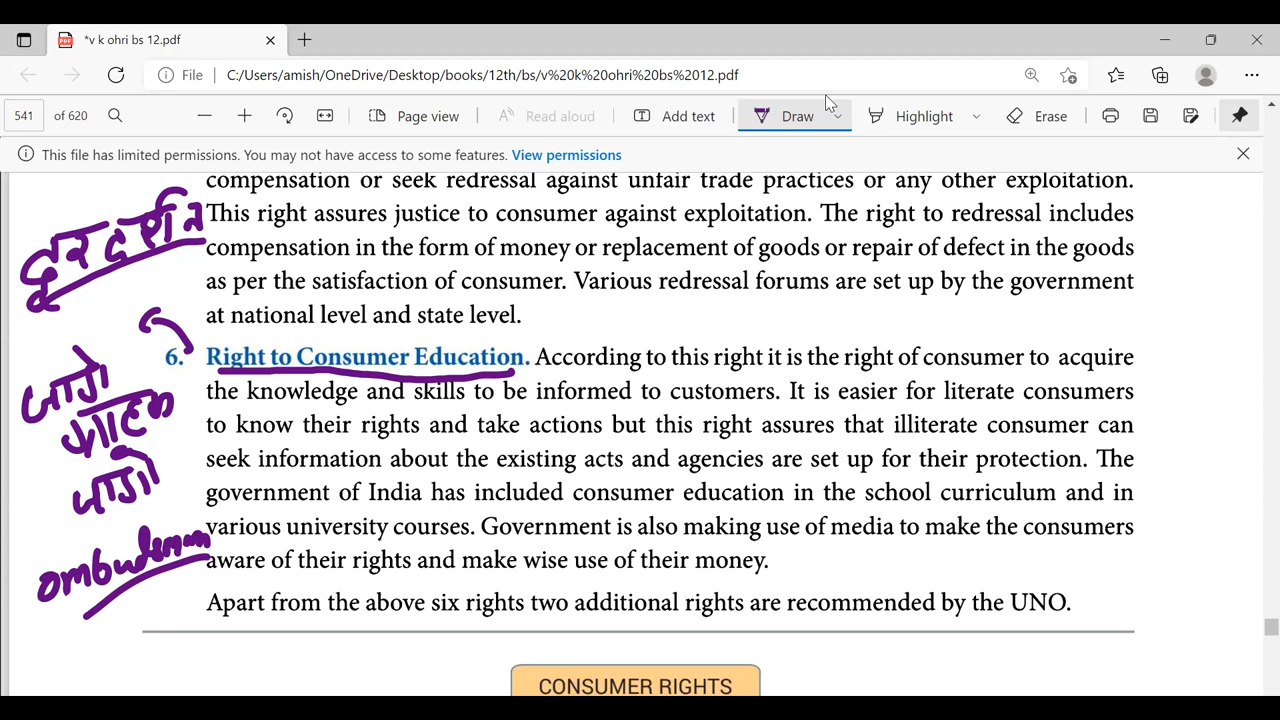 *v k ohri bs 12.pdf
File C:/Users/amish/OneDrive/Desktop/books/12th/bs/v%20k%20ohri%20bs%2012.pdf
541 of 620 Page view Read aloud Add text Draw Highlight Erase
This file has limited permissions. You may not have access to some features. View permissions
compensation or seek redressal against unfair trade practices or any other exploitation.
This right assures justice to consumer against exploitation. The right to redressal includes
compensation in the form of money or replacement of goods or repair of defect in the goods
as per the satisfaction of consumer. Various redressal forums are set up by the government
at national level and state level.
6. Right to Consumer Education. According to this right it is the right of consumer to acquire
the knowledge and skills to be informed to customers. It is easier for literate consumers
to know their rights and take actions but this right assures that illiterate consumer can
seek information about the existing acts and agencies are set up for their protection. The
government of India has included consumer education in the school curriculum and in
various university courses. Government is also making use of media to make the consumers
aware of their rights and make wise use of their money.
Apart from the above six rights two additional rights are recommended by the UNO.
CONSUMER RIGHTS
दूरदर्शन
जागो
ग्राहक
जागो
ombudsman